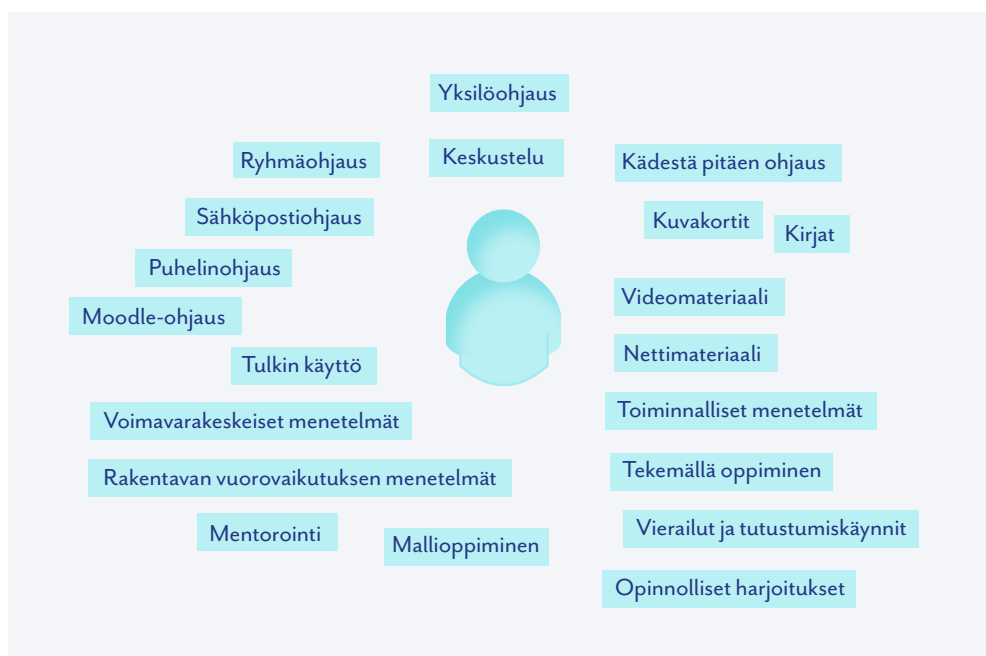 Yksilöohjaus
Keskustelu
Ryhmäohjaus
Sähköpostiohjaus
Puhelinohjaus
Moodle-ohjaus
Tulkin käyttö
Voimavarakeskeiset menetelmät
Rakentavan vuorovaikutuksen menetelmät
Mentorointi
Mallioppiminen
Kädestä pitäen ohjaus
Kuvakortit
Kirjat
Videomateriaali
Nettimateriaali
Toiminnalliset menetelmät
Tekemällä oppiminen
Vierailut ja tutustumiskäynnit
Opinnolliset harjoitukset